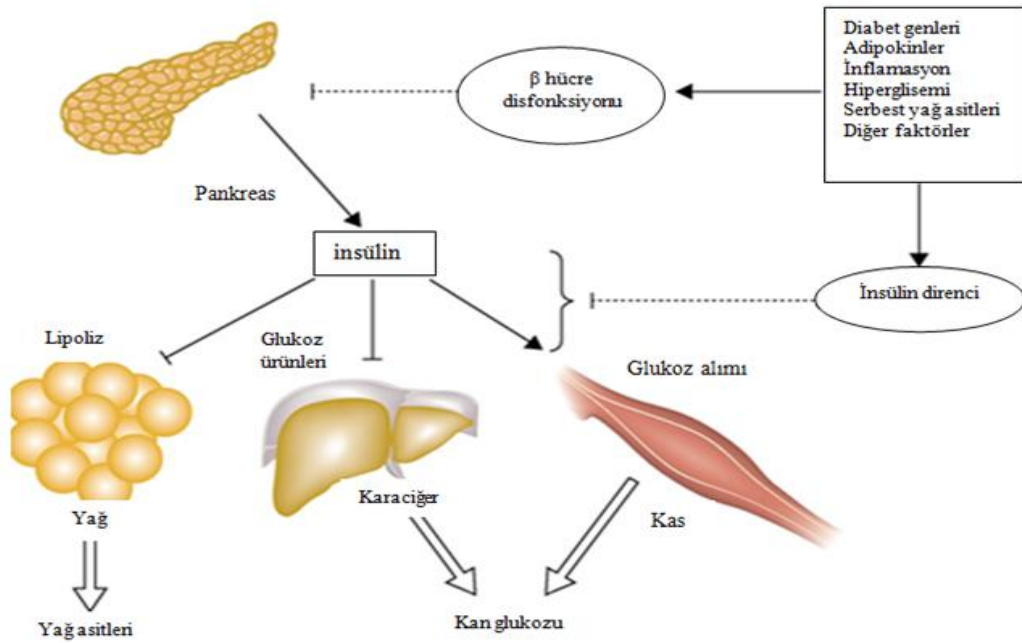 Diabet genleri
Adipokinler
İnflamasyon
Hiperglisemi
Serbest yağ asitleri
Diğer faktörler
β hücre
disfonksiyonu
Pankreas
insülin
İnsülin direnci
Lipoliz
Glukoz
ürünleri
Glukoz alımı
Karaciğer
Yağ
Kas
Yağ asitleri
Kan glukozu